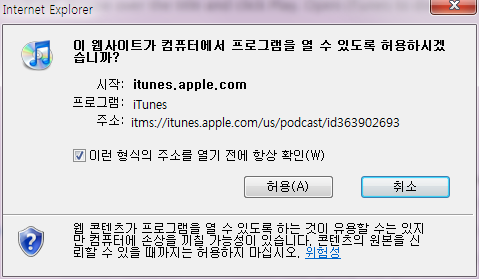 Internet Explorer
이 웹사이트가 컴퓨터에서 프로그램을 열 수 있도록 허용하시겠
습니까?
시작: itunes.apple.com
프로그램: iTunes
주소: itms://itunes.apple.com/us/podcast/id363902693
이런 형식의 주소를 열기 전에 항상 확인(W)
허용(A) 취소
웹 콘텐츠가 프로그램을 열 수 있도록 하는 것이 유용할 수는 있지
만 컴퓨터에 손상을 끼칠 가능성이 있습니다. 콘텐츠의 원본을 신
뢰할 수 있을 때까지는 허용하지 마십시오. 위험성